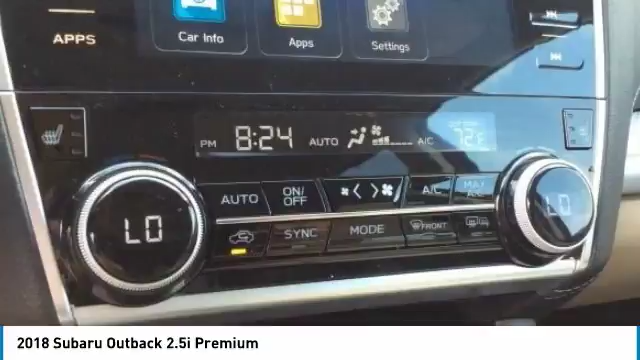 APPS
Car Info
Apps
Settings
PM 8:24 AUTO A/C 72°F
AUTO ON/OFF A/C MAX A/C
LO LO
SYNC MODE FRONT
2018 Subaru Outback 2.5i Premium